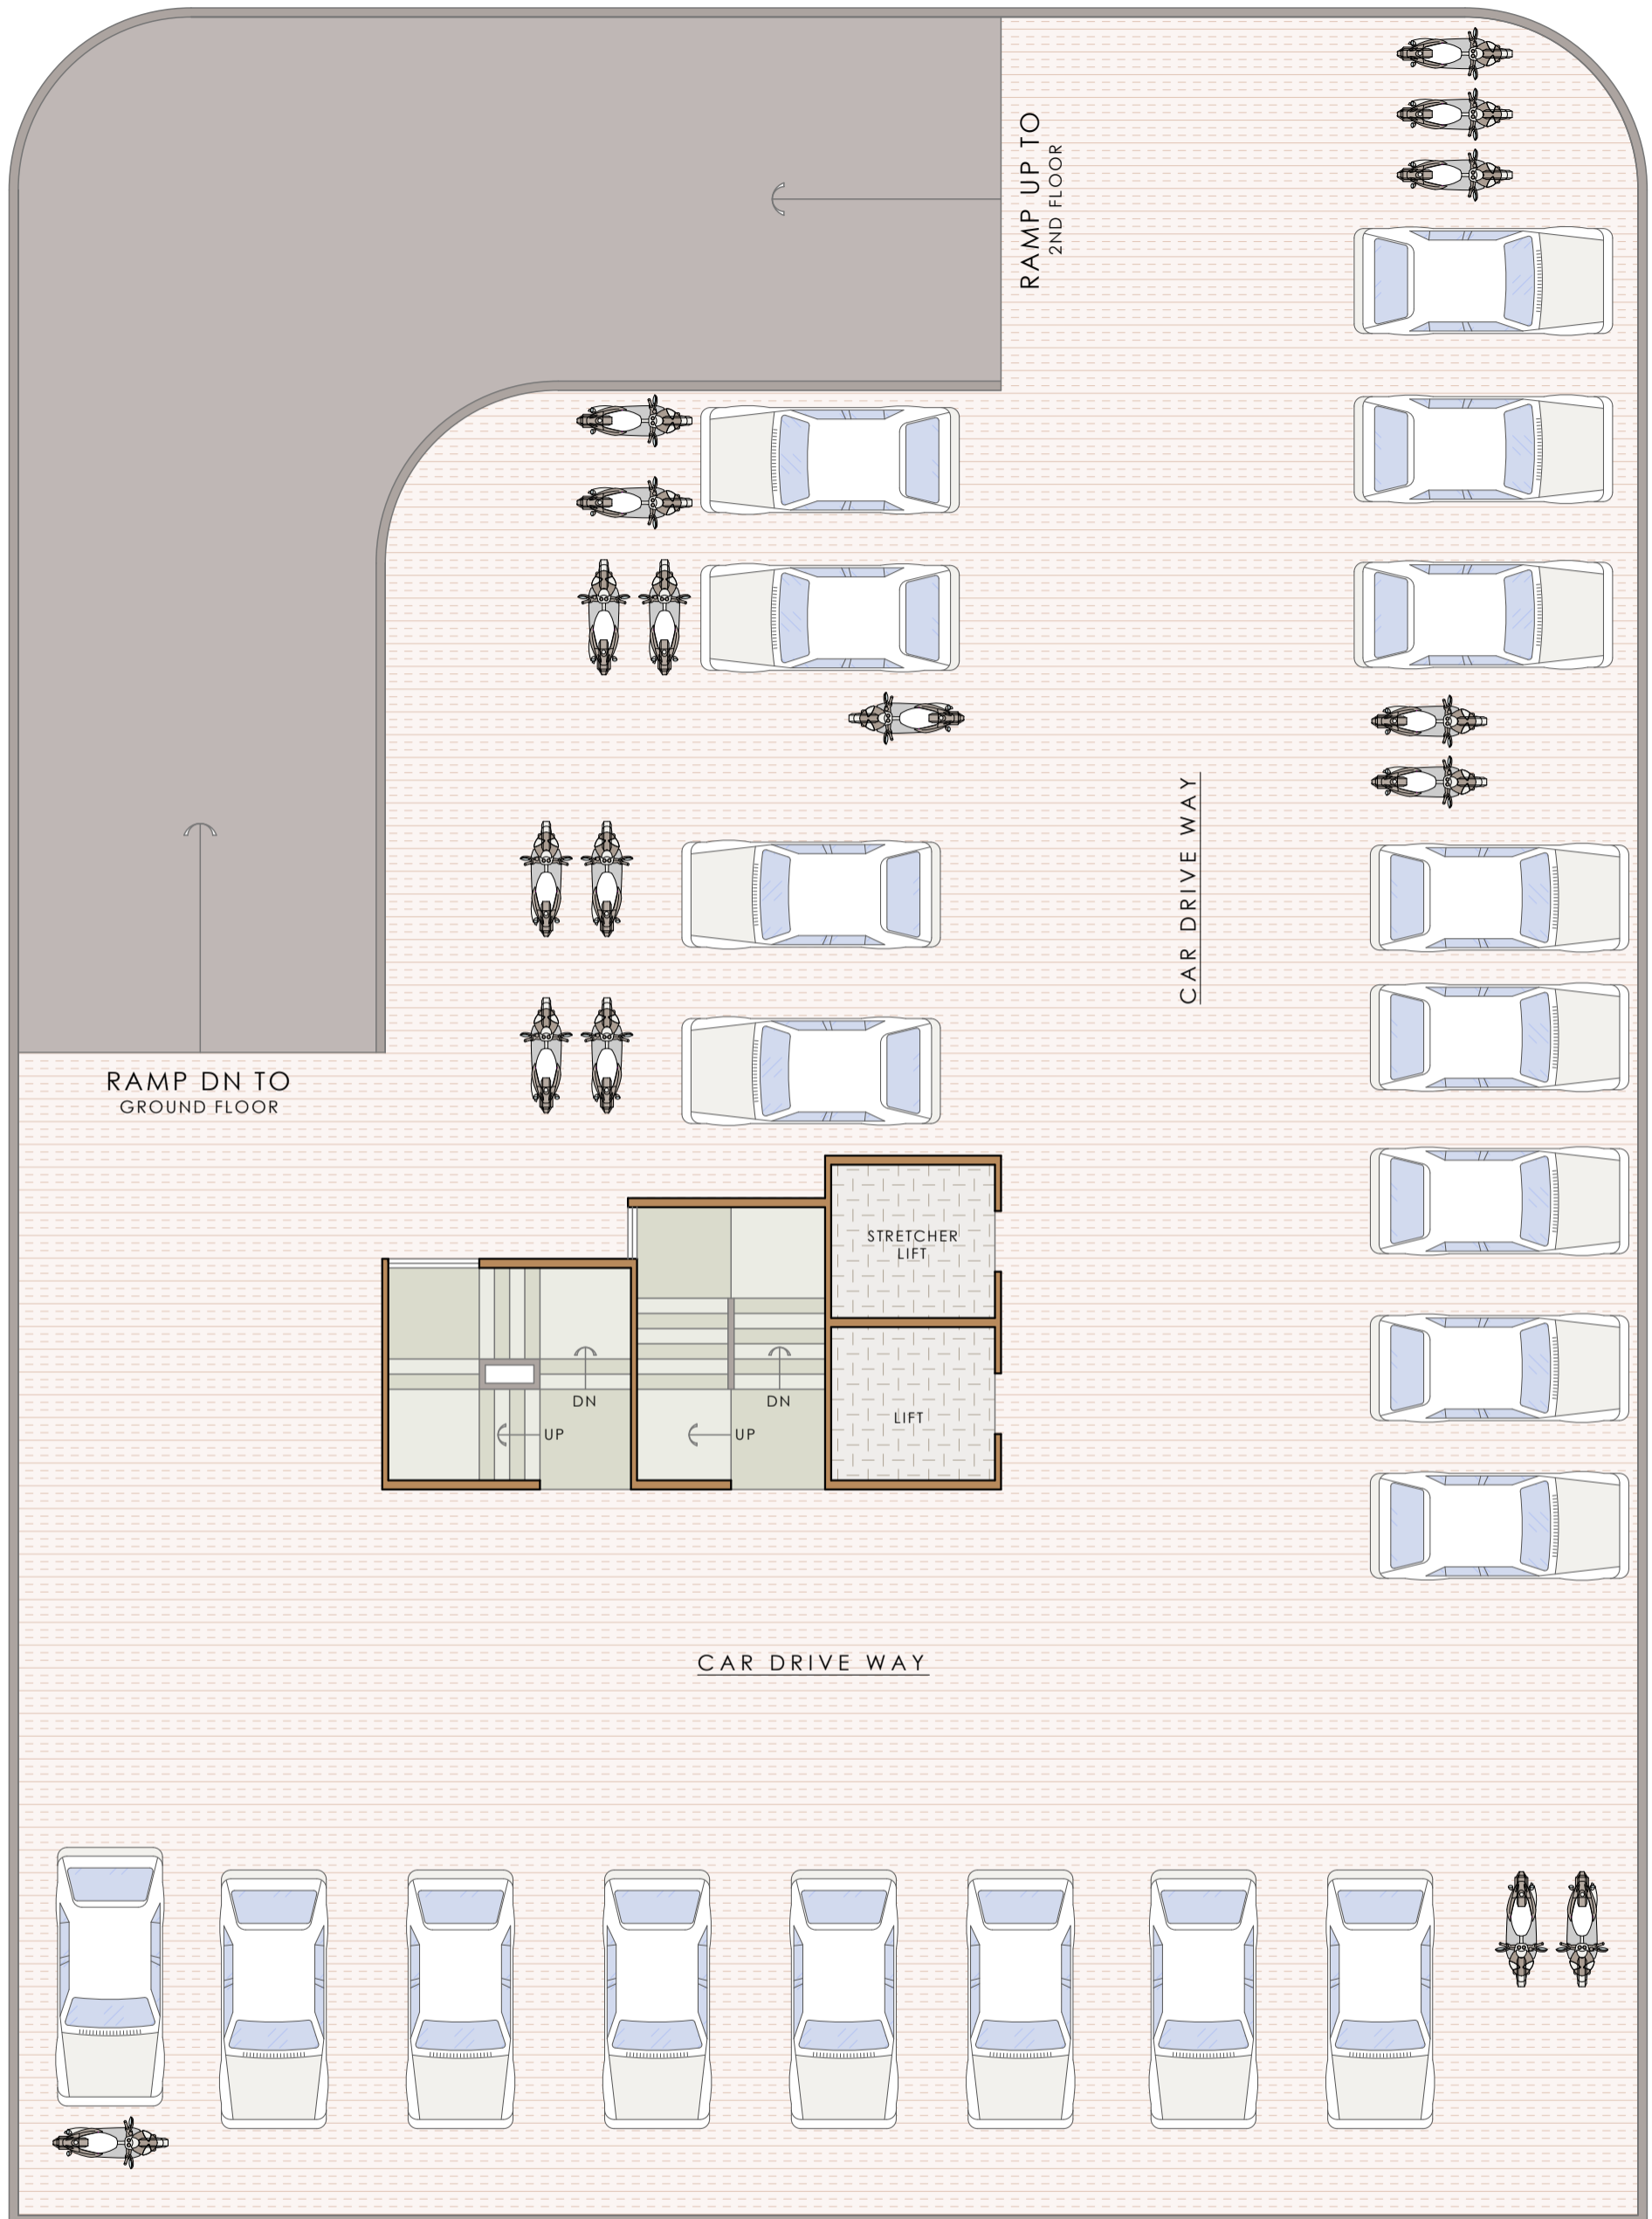 RAMP UP TO
2ND FLOOR
CAR DRIVE WAY
RAMP DN TO
GROUND FLOOR
STRETCHER
LIFT
DN
DN
LIFT
UP
UP
CAR DRIVE WAY